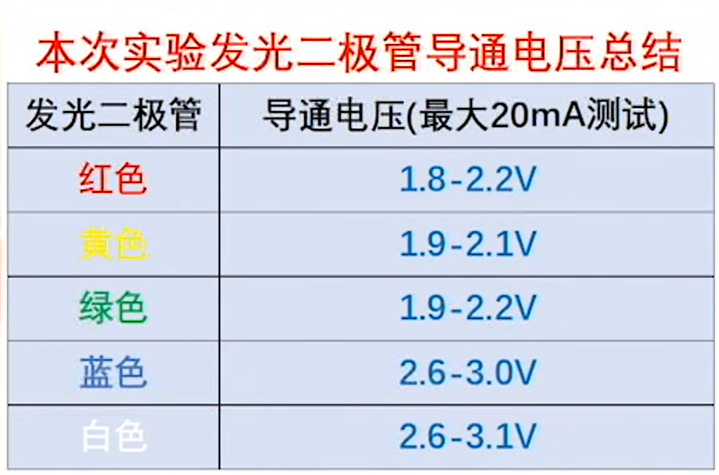 本次实验发光二极管导通电压总结
发光二极管 导通电压(最大20mA测试)
红色 1.8-2.2V
黄色 1.9-2.1V
绿色 1.9-2.2V
蓝色 2.6-3.0V
白色 2.6-3.1V